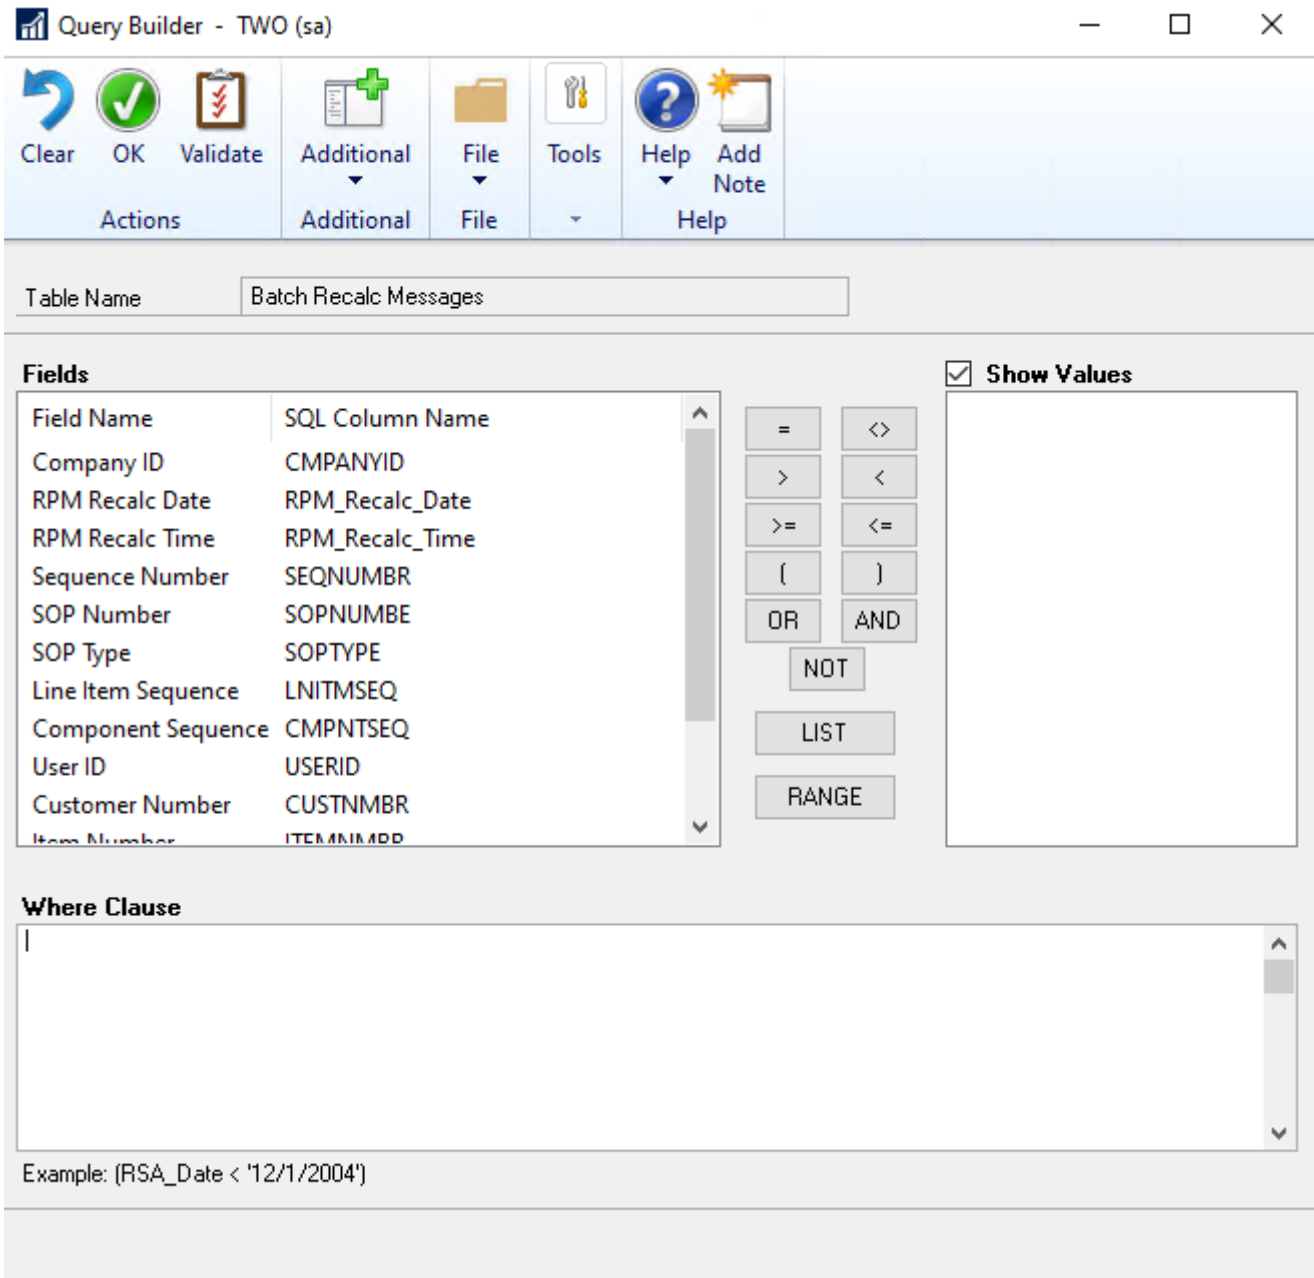 Query Builder - TWO (sa)
Clear OK Validate Additional File Tools Help Add Note
Actions Additional File Help
Table Name Batch Recalc Messages
Fields
Show Values
Field Name SQL Column Name
Company ID CMPANYID
RPM Recalc Date RPM_Recalc_Date
RPM Recalc Time RPM_Recalc_Time
Sequence Number SEQNUMBR
SOP Number SOPNUMBE
SOP Type SOPTYPE
Line Item Sequence LNITMSEQ
Component Sequence CMPNTSEQ
User ID USERID
Customer Number CUSTNMBR
Item Number ITEMNMBR
= <>
> <
>= <=
( )
OR AND
NOT
LIST
RANGE
Where Clause
Example: (RSA_Date < '12/1/2004')